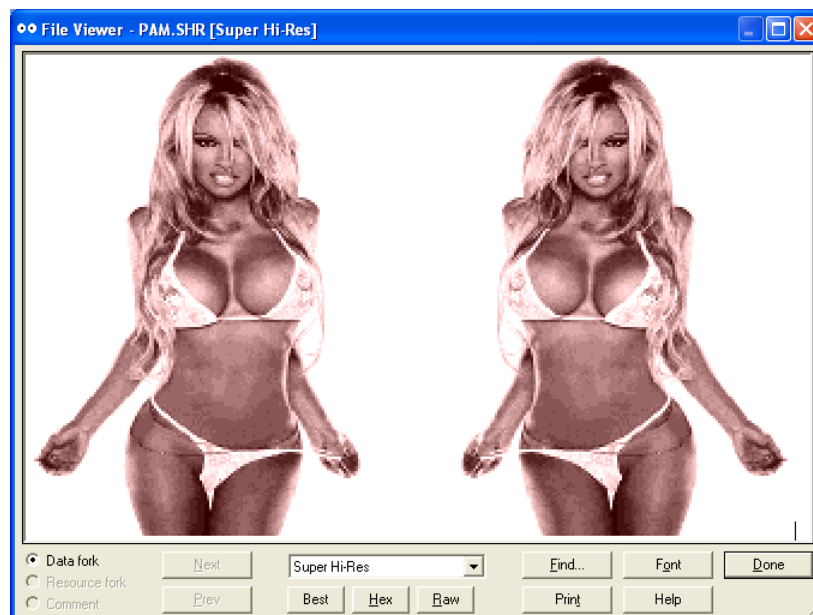 File Viewer - PAM.SHR [Super Hi-Res]
Data fork
Resource fork
Comment
Next
Prev
Super Hi-Res
Best
Hex
Raw
Find...
Font
Done
Print
Help